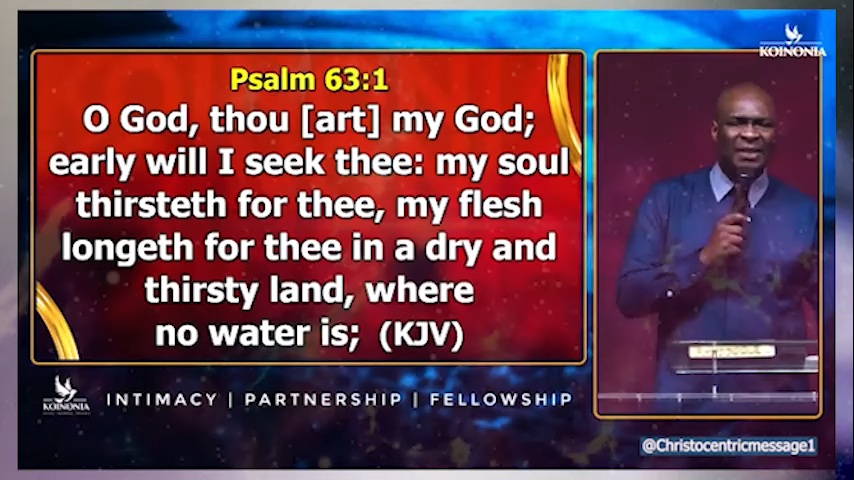 Psalm 63:1
O God, thou [art] my God;
early will I seek thee: my soul
thirsteth for thee, my flesh
longeth for thee in a dry and
thirsty land, where
no water is; (KJV)
KOINONIA
KOINONIA
INTIMACY | PARTNERSHIP | FELLOWSHIP
@Christocentricmessage1